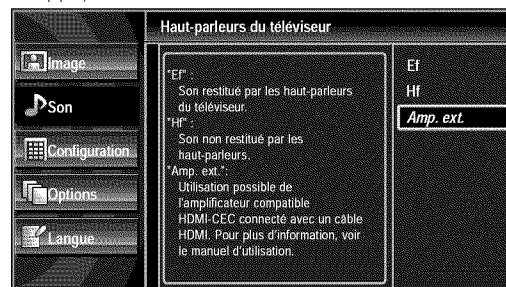 Haut-parleurs du téléviseur
Image
Son
Configuration
Options
Langue
"Ef" :
Son restitué par les haut-parleurs
du téléviseur.
"Hf" :
Son non restitué par les
haut-parleurs.
"Amp. ext.":
Utilisation possible de
l'amplificateur compatible
HDMI-CEC connecté avec un câble
HDMI. Pour plus d'information, voir
le manuel d'utilisation.
Ef
Hf
Amp. ext.